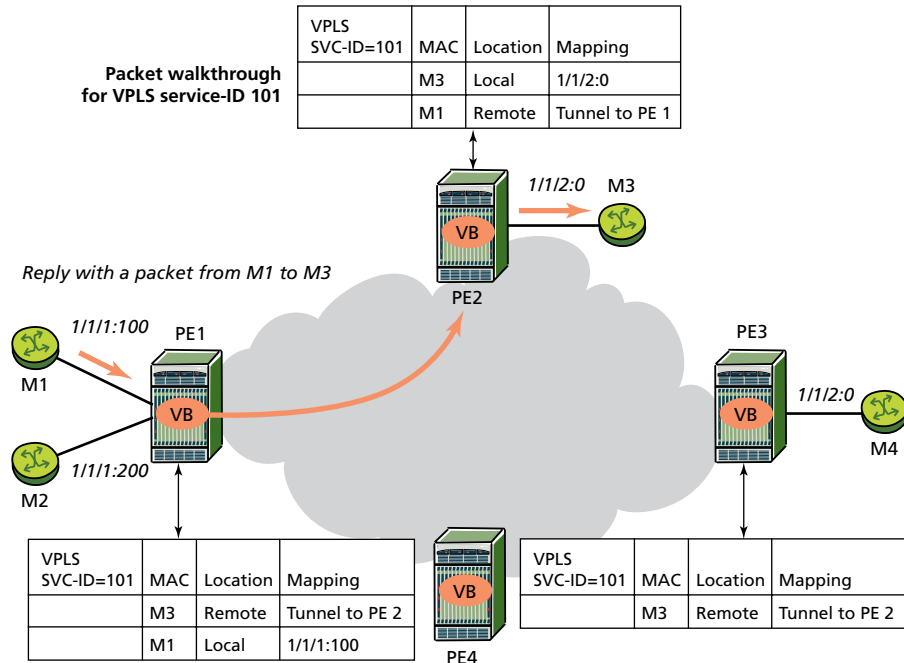 VPLS
SVC-ID=101 MAC Location Mapping
M3 Local 1/1/2:0
M1 Remote Tunnel to PE 1
Packet walkthrough
for VPLS service-ID 101
1/1/2:0
M3
VB
PE2
Reply with a packet from M1 to M3
1/1/1:100
PE1
M1
VB
1/1/1:200
M2
PE3
VB
1/1/2:0
M4
VPLS
SVC-ID=101 MAC Location Mapping
M3 Remote Tunnel to PE 2
M1 Local 1/1/1:100
VB
PE4
VPLS
SVC-ID=101 MAC Location Mapping
M3 Remote Tunnel to PE 2